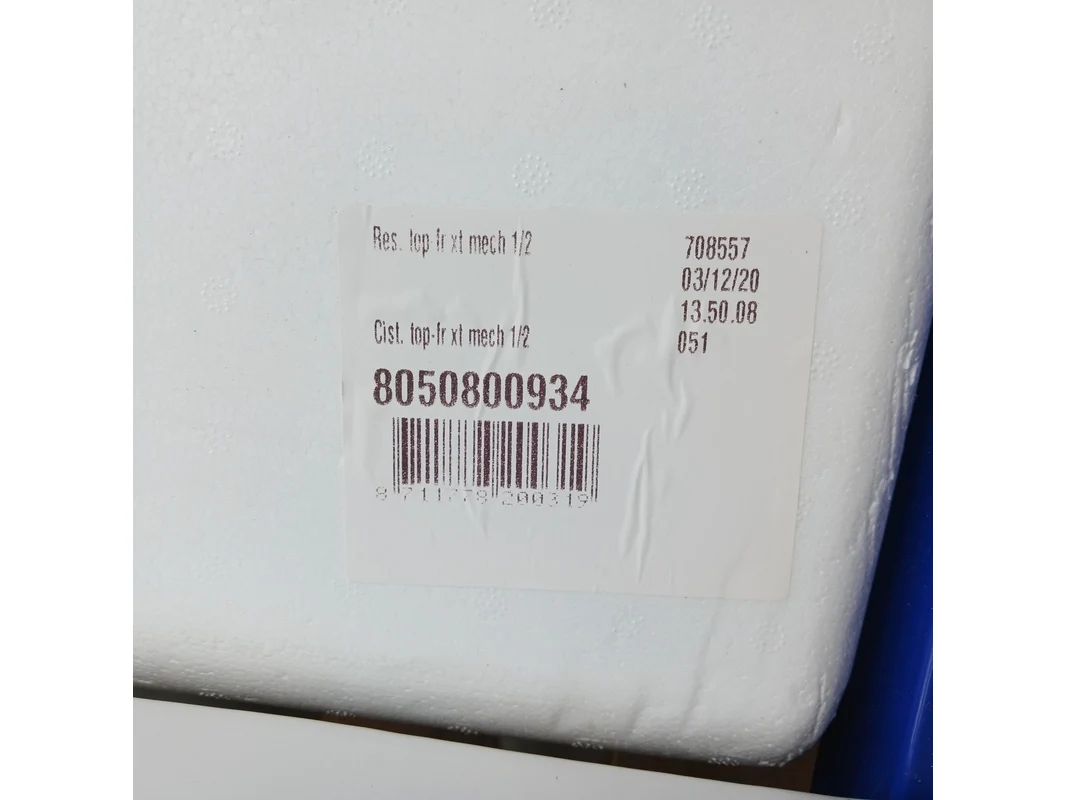 Res. top-fr xt mech 1/2
708557
03/12/20
13.50.08
Cist. top-fr xt mech 1/2
051
8050800934
8 711778 200319